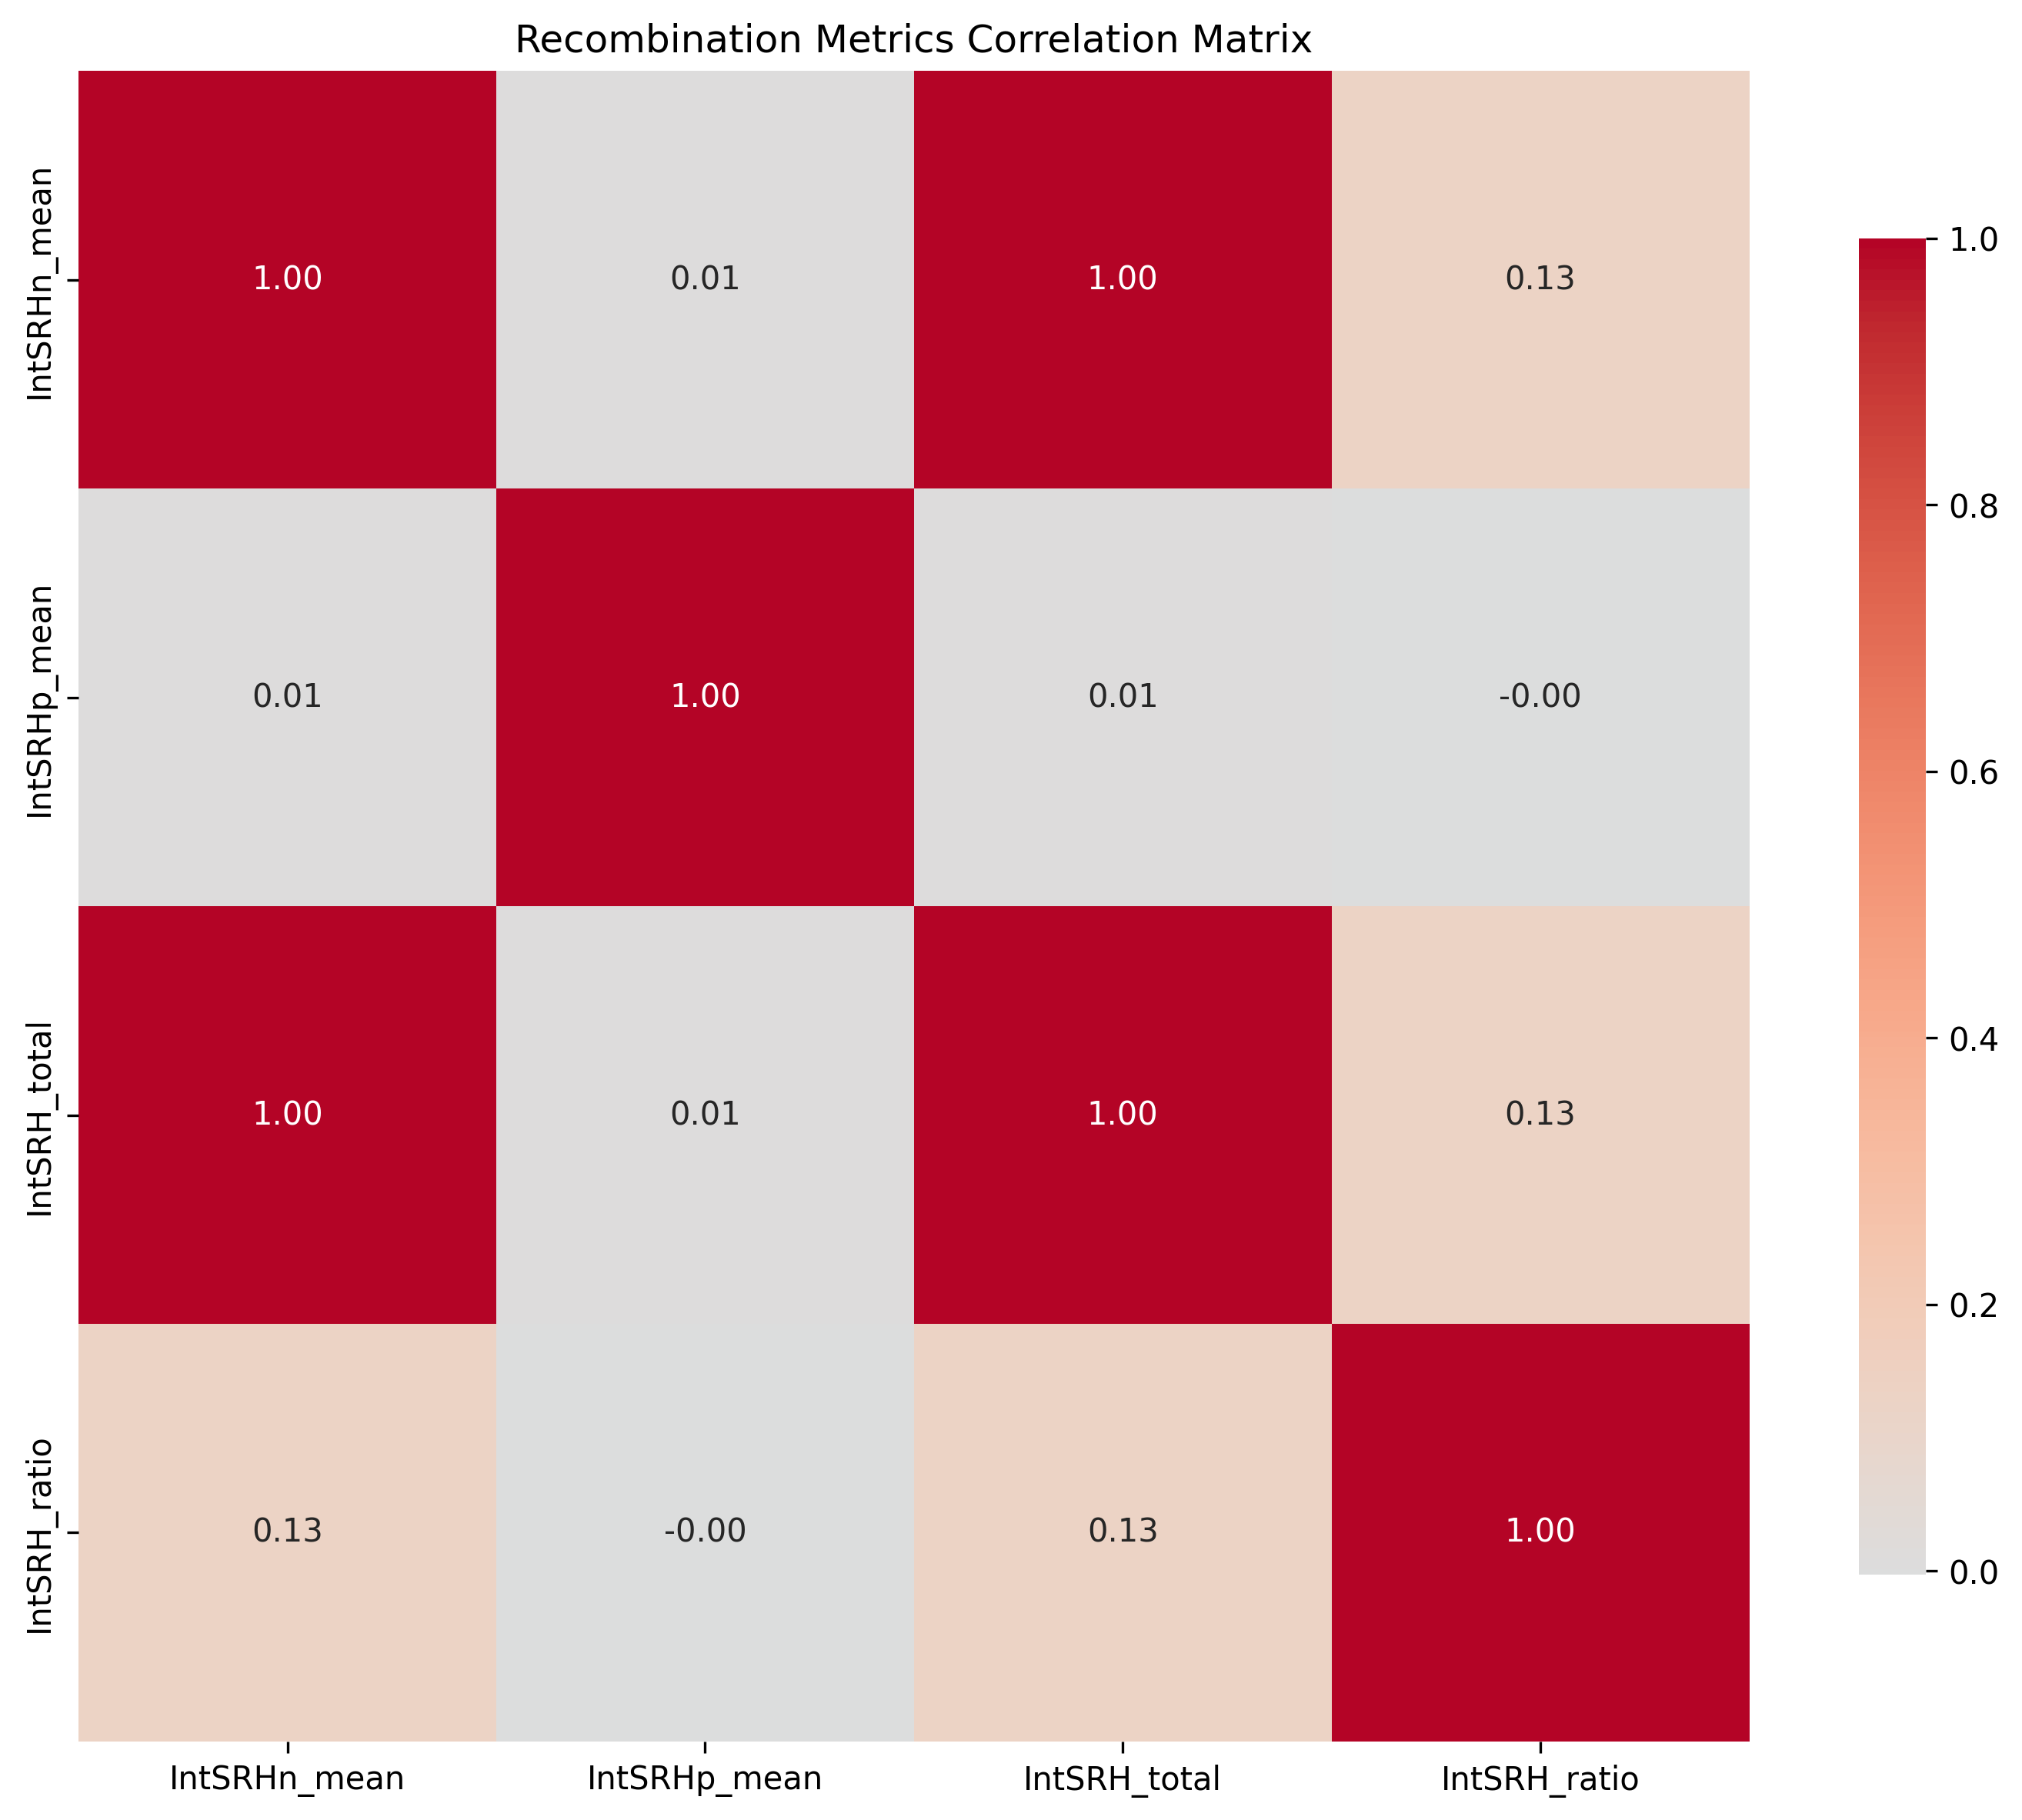 Recombination Metrics Correlation Matrix
IntSRHn_mean
1.00 0.01 1.00 0.13
IntSRHp_mean
0.01 1.00 0.01 -0.00
IntSRH_total
1.00 0.01 1.00 0.13
IntSRH_ratio
0.13 -0.00 0.13 1.00
IntSRHn_mean IntSRHp_mean IntSRH_total IntSRH_ratio
1.0
0.8
0.6
0.4
0.2
0.0